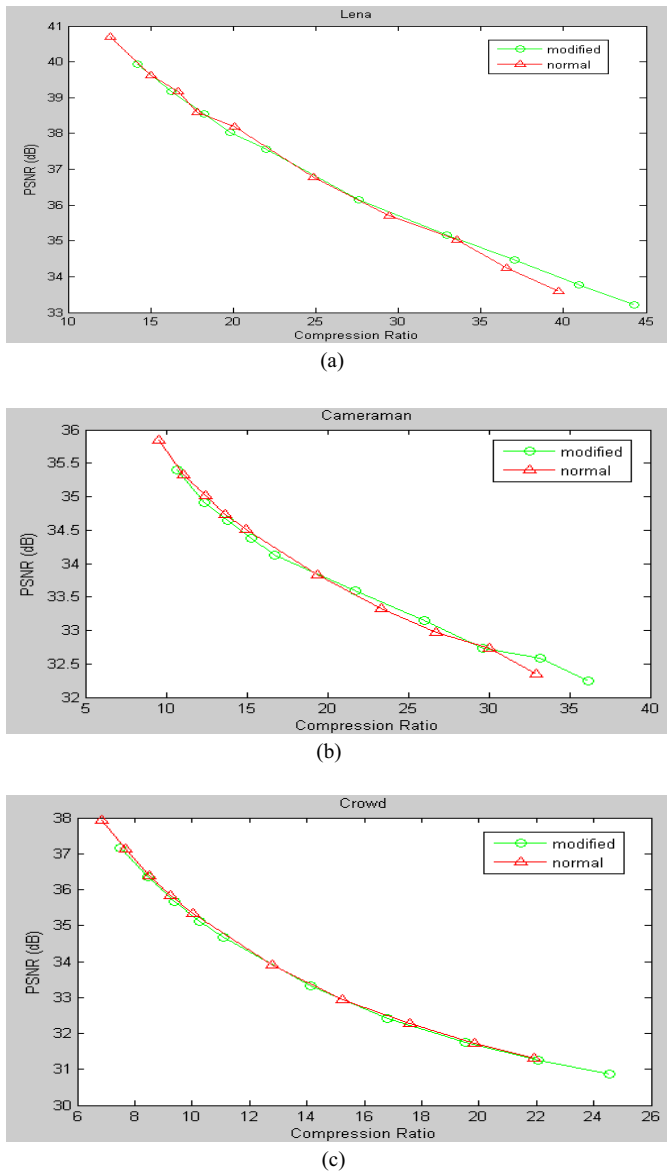 Lena
41
40
39
38
37
36
35
34
33
PSNR (dB)
modified
normal
10 15 20 25 30 35 40 45
Compression Ratio
(a)
Cameraman
36
35.5
35
34.5
34
33.5
33
32.5
32
PSNR (dB)
modified
normal
5 10 15 20 25 30 35 40
Compression Ratio
(b)
Crowd
38
37
36
35
34
33
32
31
30
PSNR (dB)
modified
normal
6 8 10 12 14 16 18 20 22 24 26
Compression Ratio
(c)